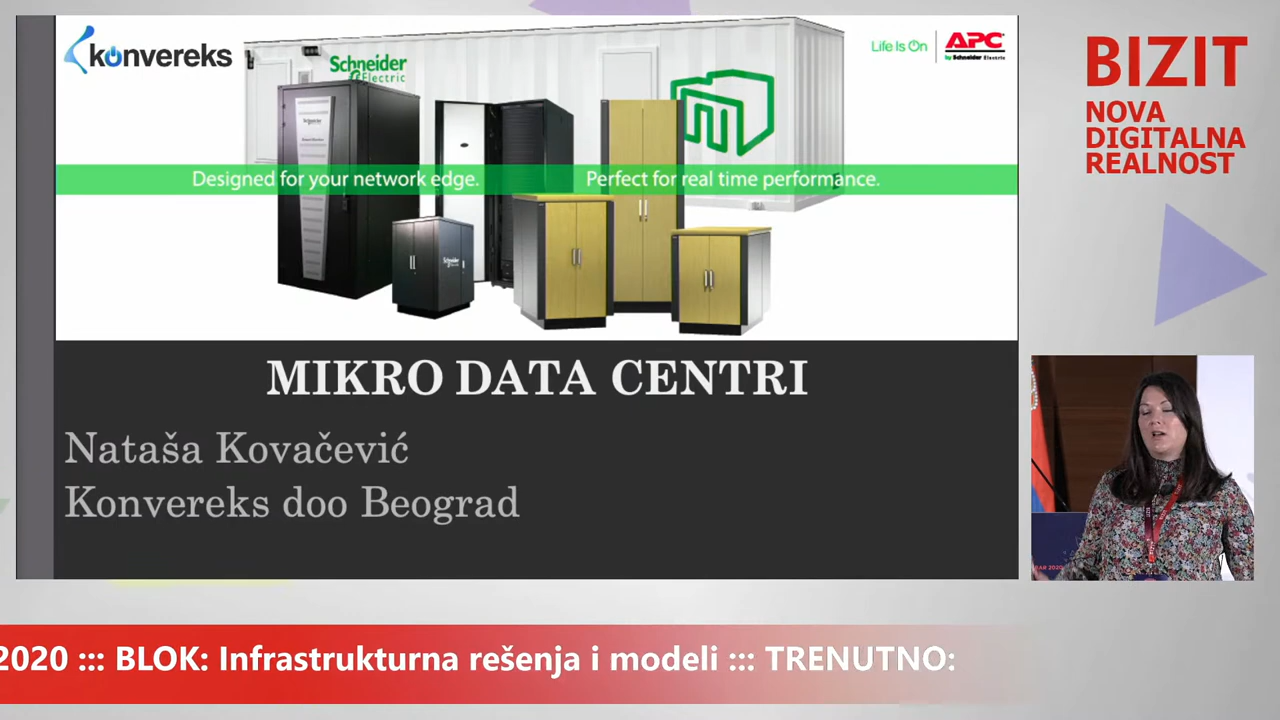 konvereks
Schneider
Electric
Life Is On
APC
by Schneider Electric
Schneider
Designed for your network edge. Perfect for real time performance.
MIKRO DATA CENTRI
Nataša Kovačević
Konvereks doo Beograd
BIZIT
NOVA
DIGITALNA
REALNOST
2020 ::: BLOK: Infrastrukturna rešenja i modeli ::: TRENUTNO: